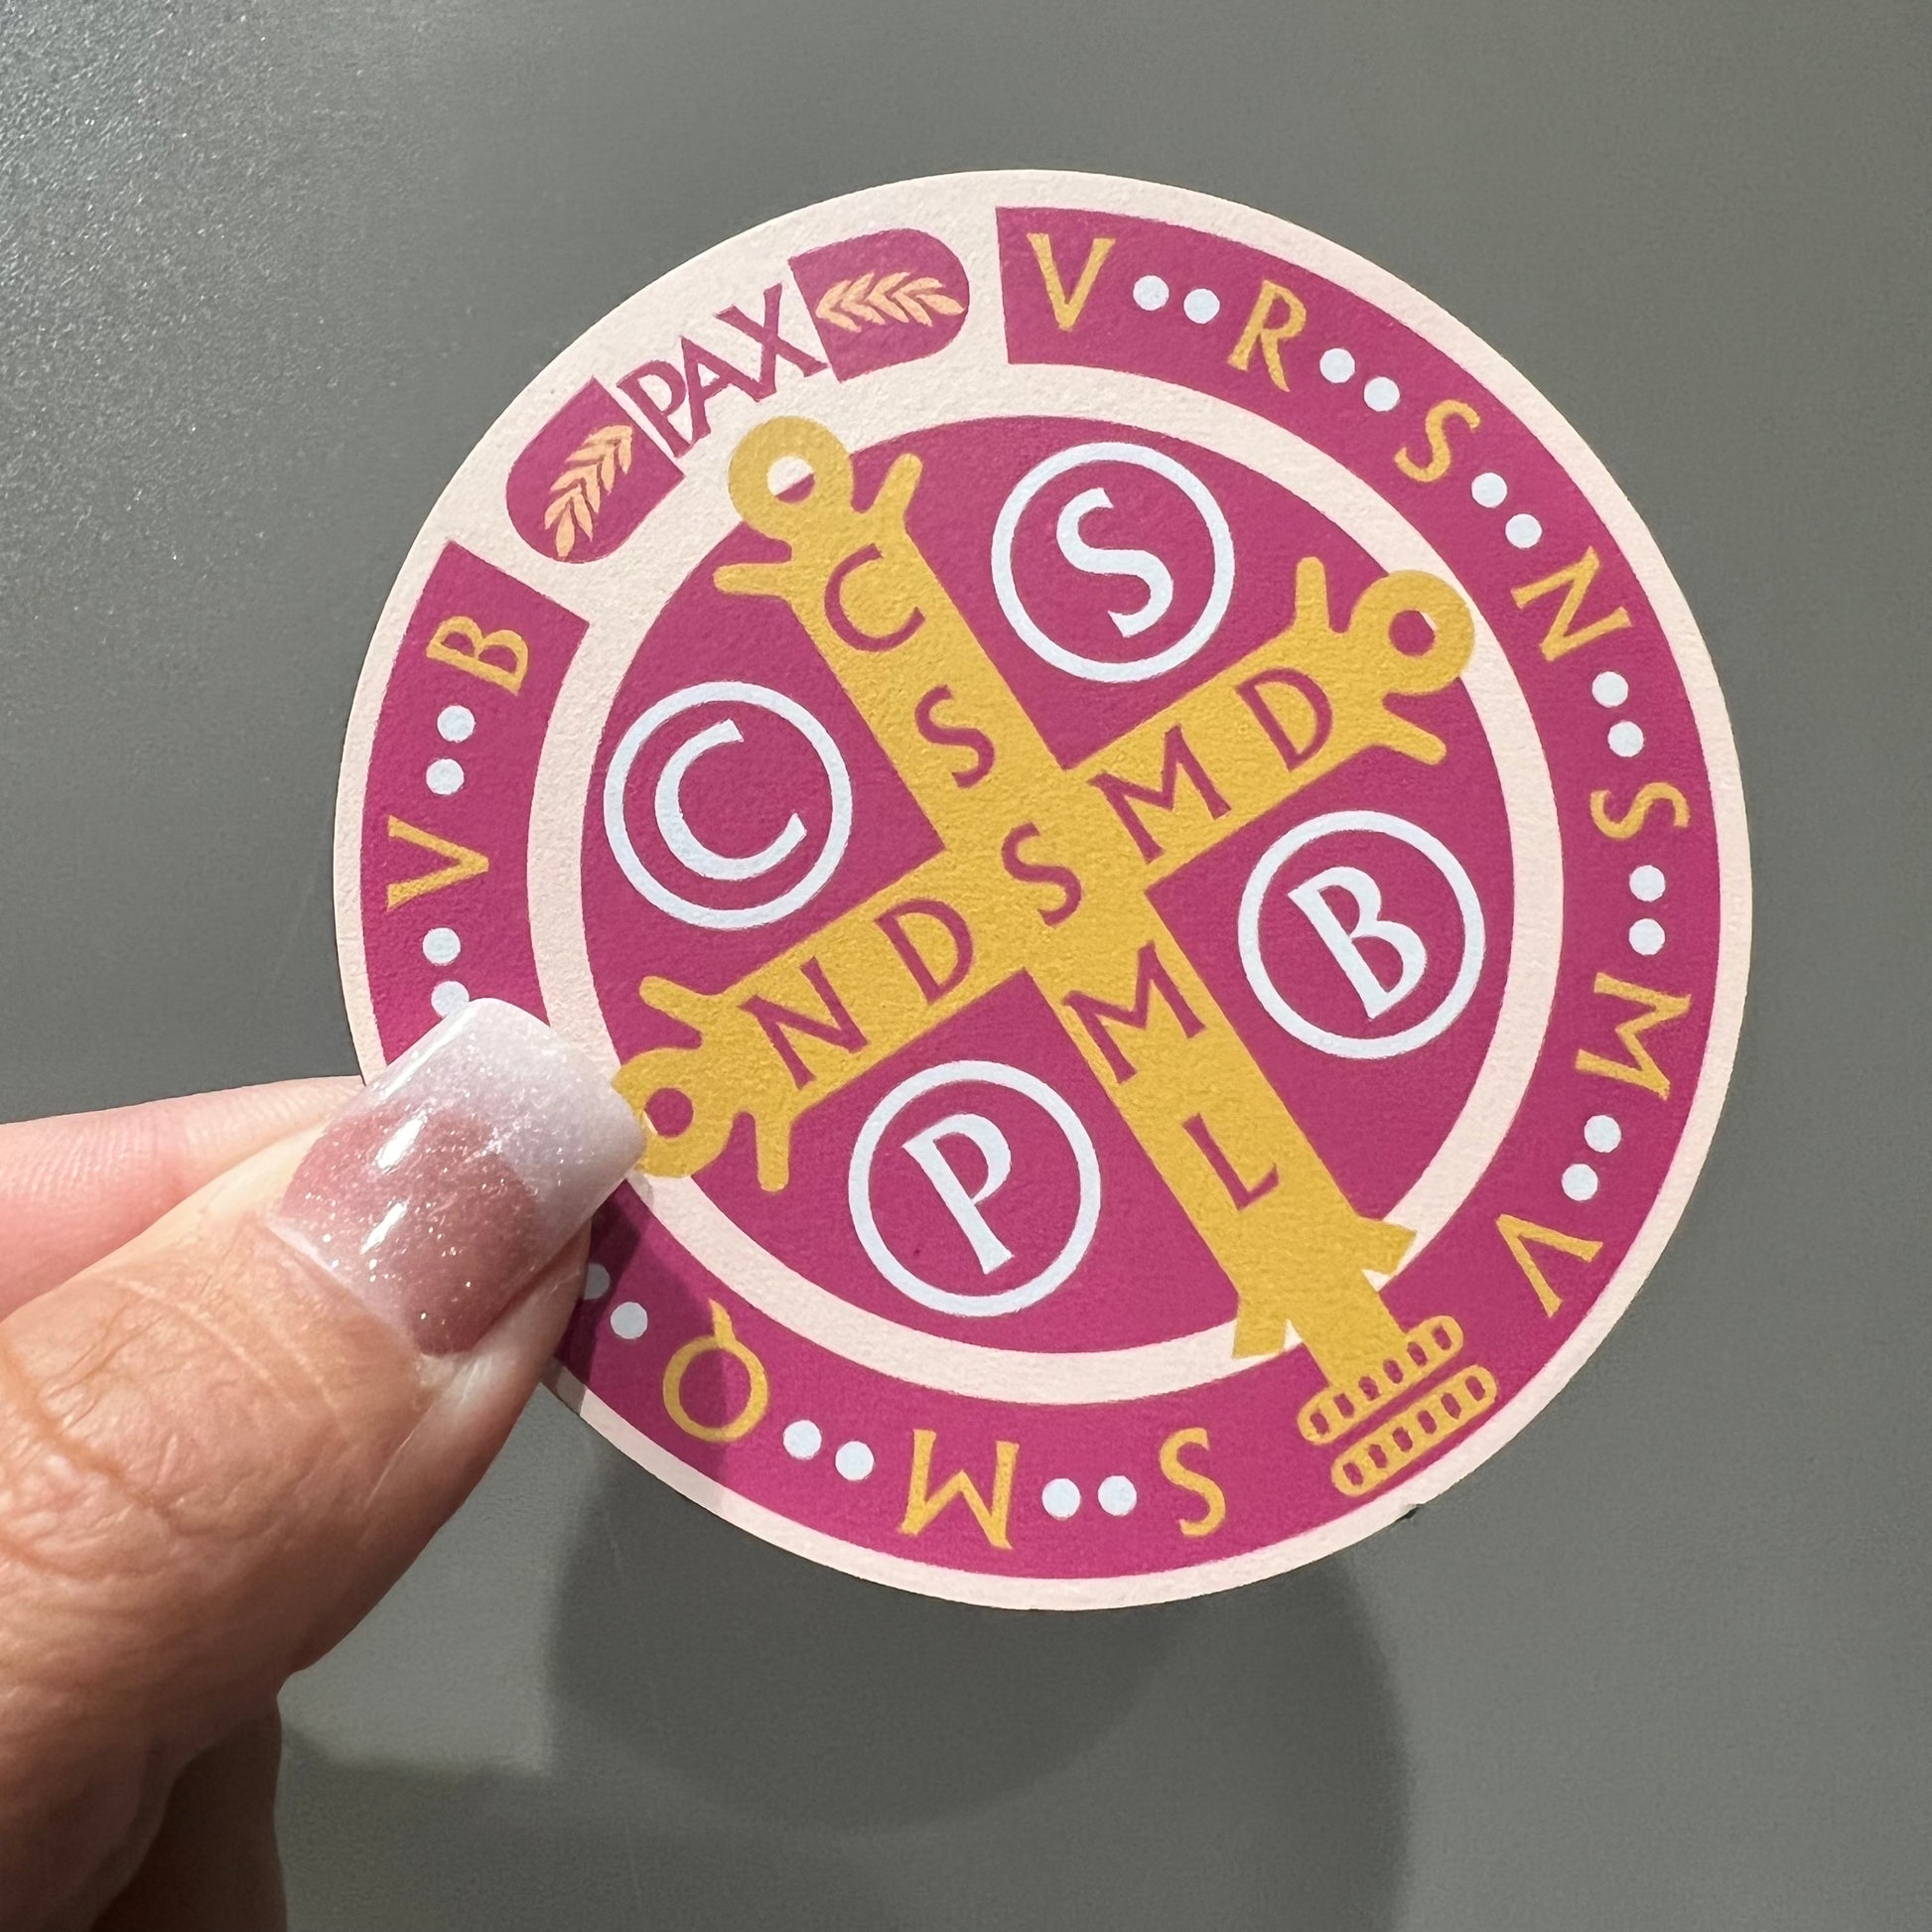 PAX
V •• R •• S •• N •• S •• M •• V
S •• M •• Q ••
•• V •• B
C S
P B
C
S
N D S M D
M
L